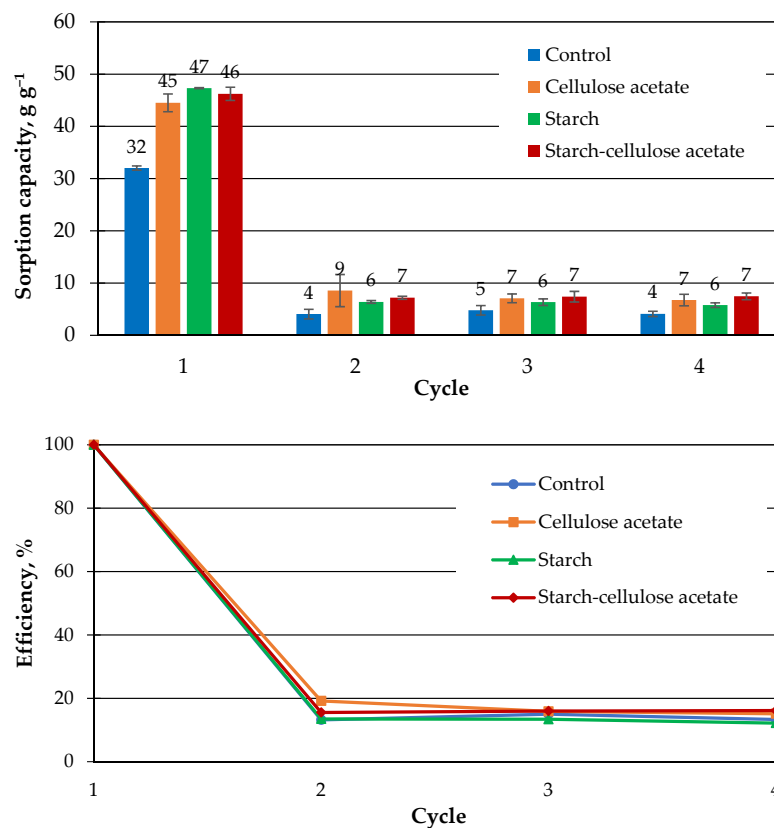 Sorption capacity, g g⁻¹
60
50
40
30
20
10
0
32
45
47
46
4
9
6
7
5
7
6
7
4
7
6
7
Control
Cellulose acetate
Starch
Starch-cellulose acetate
1 2 3 4
Cycle
Efficiency, %
100
80
60
40
20
0
Control
Cellulose acetate
Starch
Starch-cellulose acetate
1 2 3 4
Cycle